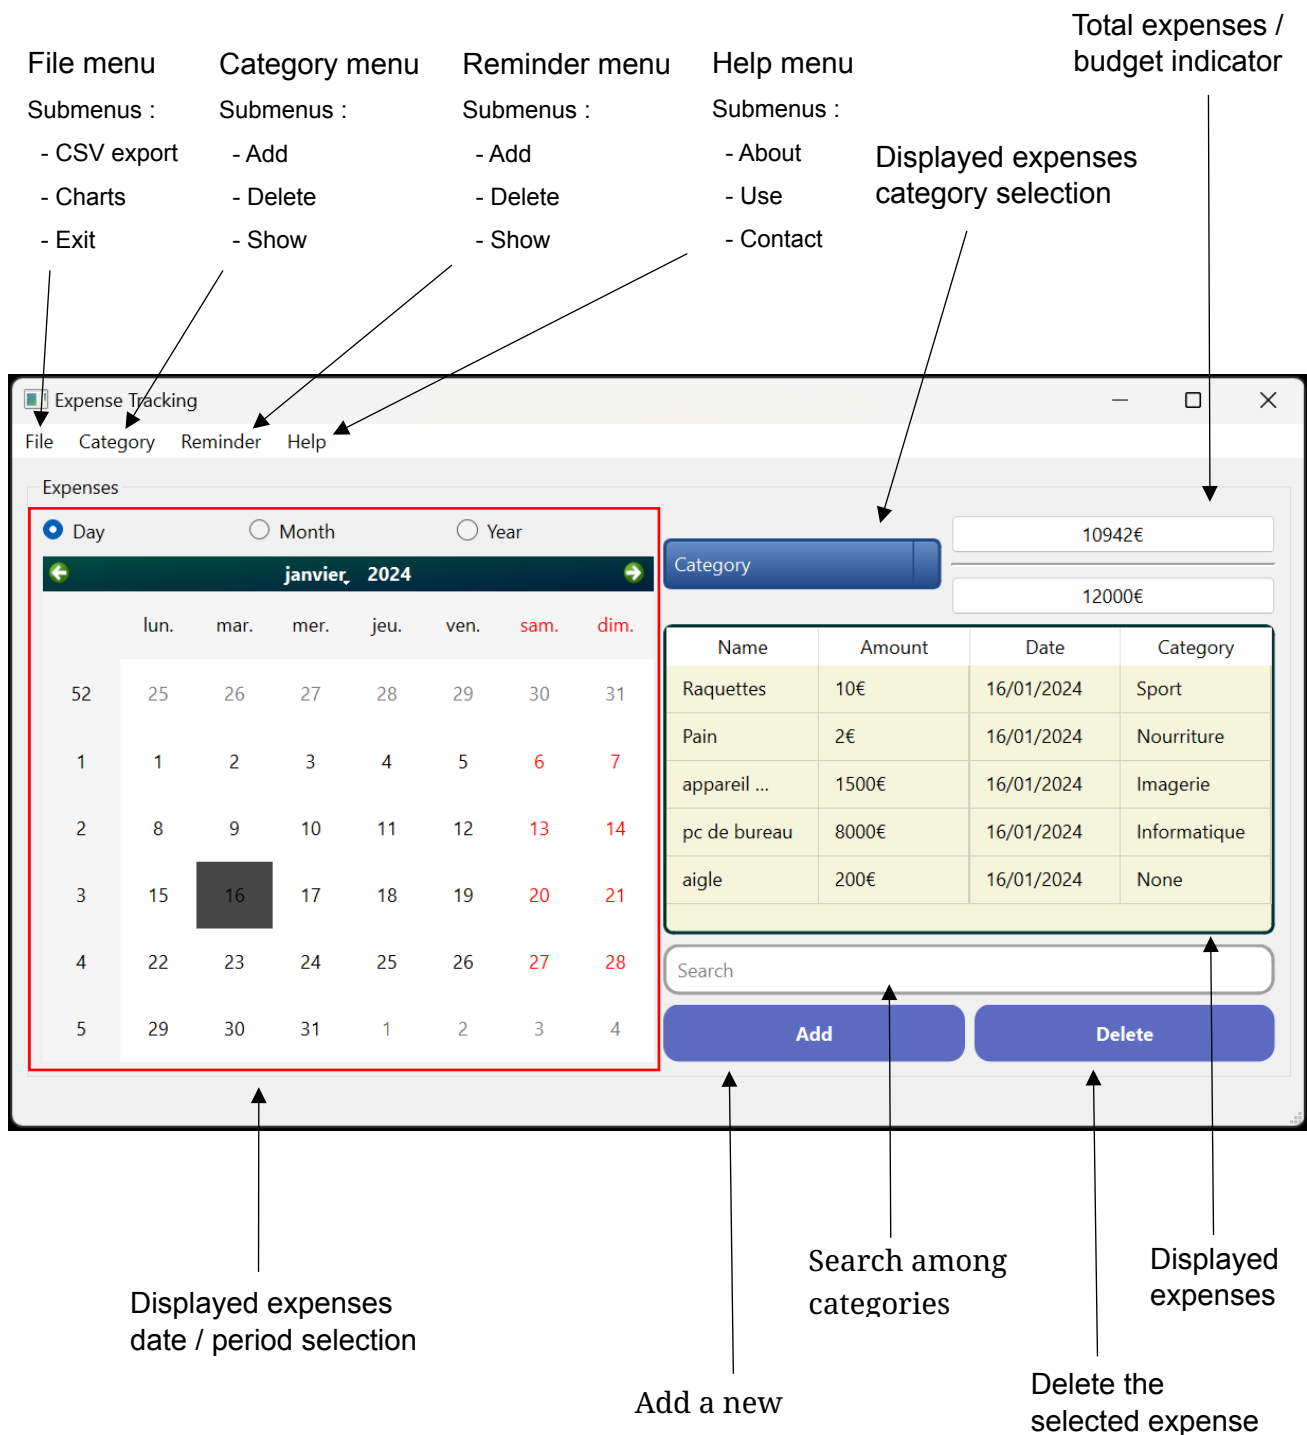 Total expenses /
budget indicator
File menu
Submenus :
- CSV export
- Charts
- Exit
Category menu
Submenus :
- Add
- Delete
- Show
Reminder menu
Submenus :
- Add
- Delete
- Show
Help menu
Submenus :
- About
- Use
- Contact
Displayed expenses
category selection
Expense Tracking
File Category Reminder Help
Expenses
Day Month Year
janvier 2024
lun. mar. mer. jeu. ven. sam. dim.
52 25 26 27 28 29 30 31
1 1 2 3 4 5 6 7
2 8 9 10 11 12 13 14
3 15 16 17 18 19 20 21
4 22 23 24 25 26 27 28
5 29 30 31 1 2 3 4
Category
10942€
12000€
Name Amount Date Category
Raquettes 10€ 16/01/2024 Sport
Pain 2€ 16/01/2024 Nourriture
appareil ... 1500€ 16/01/2024 Imagerie
pc de bureau 8000€ 16/01/2024 Informatique
aigle 200€ 16/01/2024 None
Search
Add Delete
Displayed expenses
date / period selection
Search among
categories
Displayed
expenses
Add a new
Delete the
selected expense